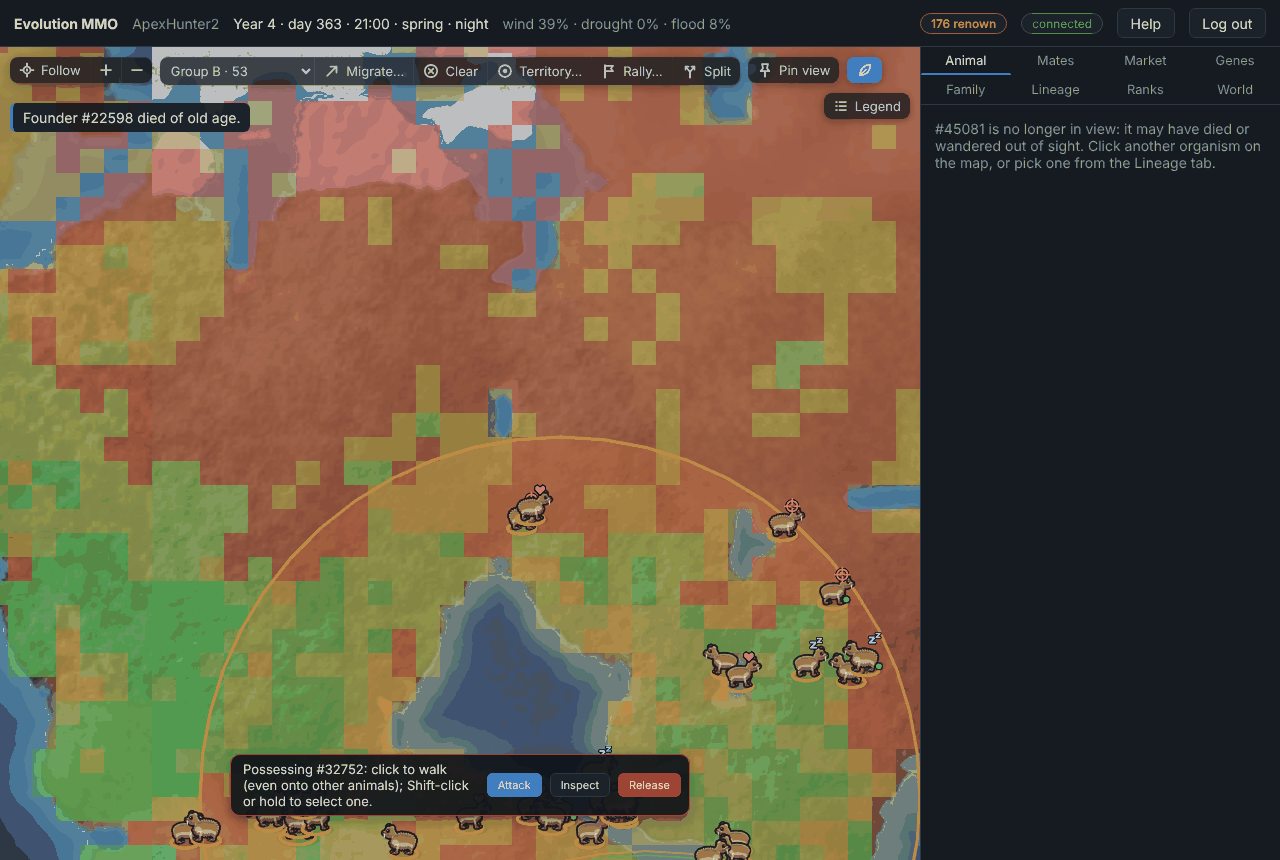 Evolution MMO ApexHunter2 Year 4 · day 363 · 21:00 · spring · night wind 39% · drought 0% · flood 8% 176 renown connected Help Log out
Follow + − Group B · 53 Migrate... Clear Territory... Rally... Split Pin view
Legend
Founder #22598 died of old age.
Animal Mates Market Genes
Family Lineage Ranks World
#45081 is no longer in view: it may have died or
wandered out of sight. Click another organism on
the map, or pick one from the Lineage tab.
zZ
zZ
zZ
Possessing #32752: click to walk
(even onto other animals); Shift-click
or hold to select one.
Attack Inspect Release